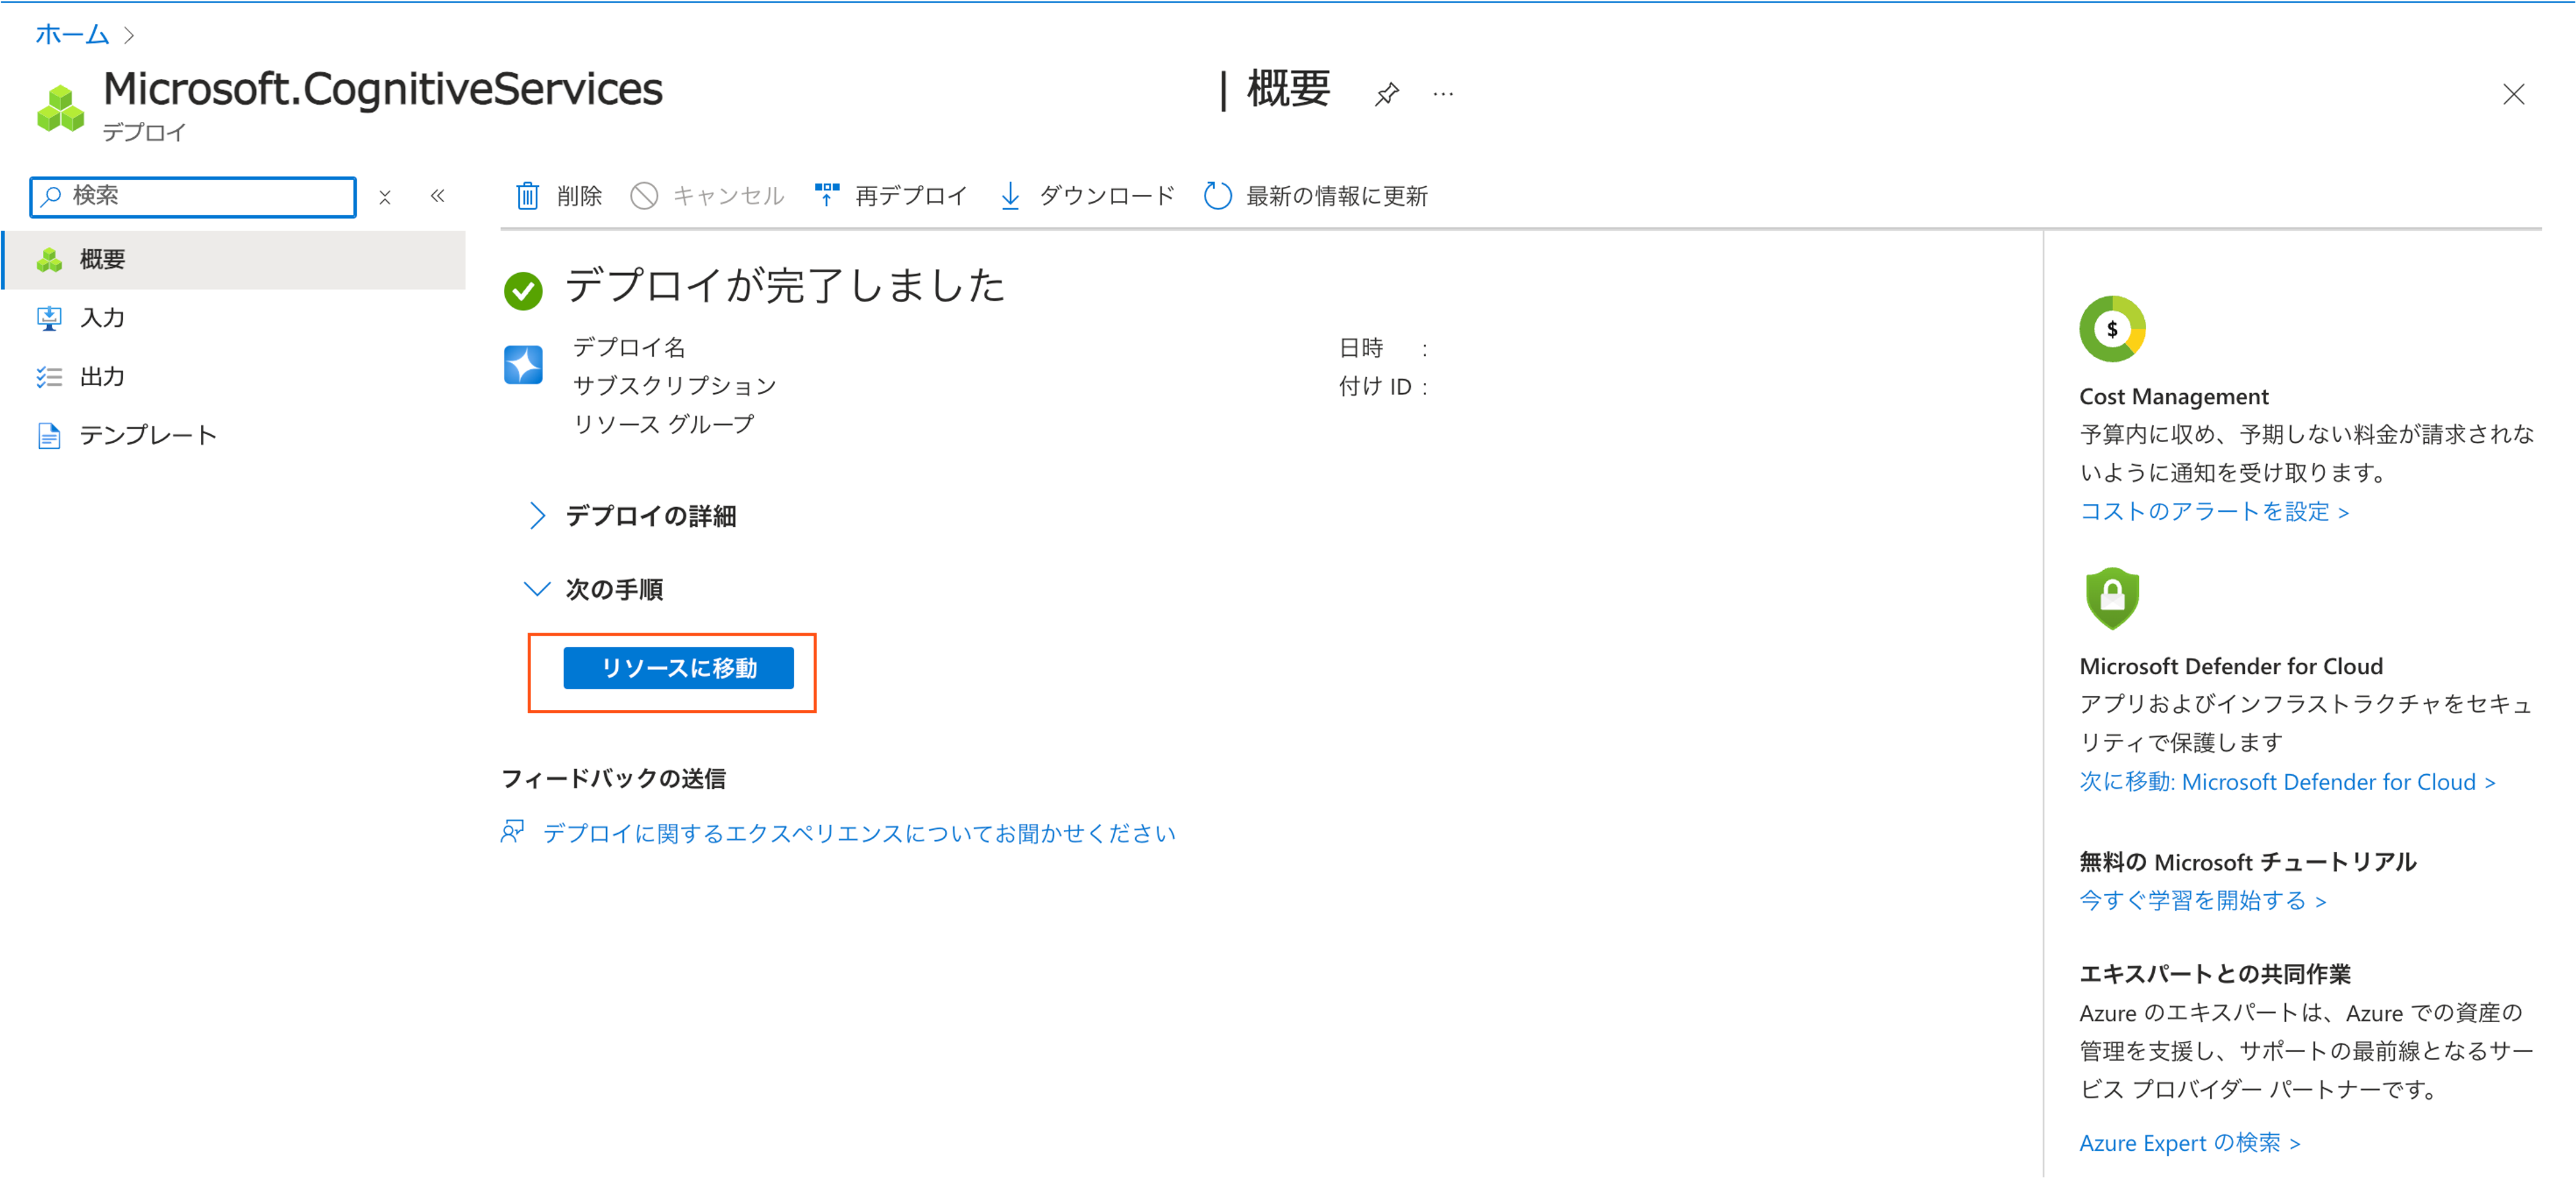 ホーム >
Microsoft.CognitiveServices | 概要 ...
デプロイ
検索
削除 キャンセル 再デプロイ ダウンロード 最新の情報に更新
概要
入力
出力
テンプレート
デプロイが完了しました
デプロイ名
サブスクリプション
リソース グループ
日時 :
付け ID :
デプロイの詳細
次の手順
リソースに移動
フィードバックの送信
デプロイに関するエクスペリエンスについてお聞かせください
$
Cost Management
予算内に収め、予期しない料金が請求されな
いように通知を受け取ります。
コストのアラートを設定 >
Microsoft Defender for Cloud
アプリおよびインフラストラクチャをセキュ
リティで保護します
次に移動: Microsoft Defender for Cloud >
無料の Microsoft チュートリアル
今すぐ学習を開始する >
エキスパートとの共同作業
Azure のエキスパートは、Azure での資産の
管理を支援し、サポートの最前線となるサー
ビス プロバイダー パートナーです。
Azure Expert の検索 >